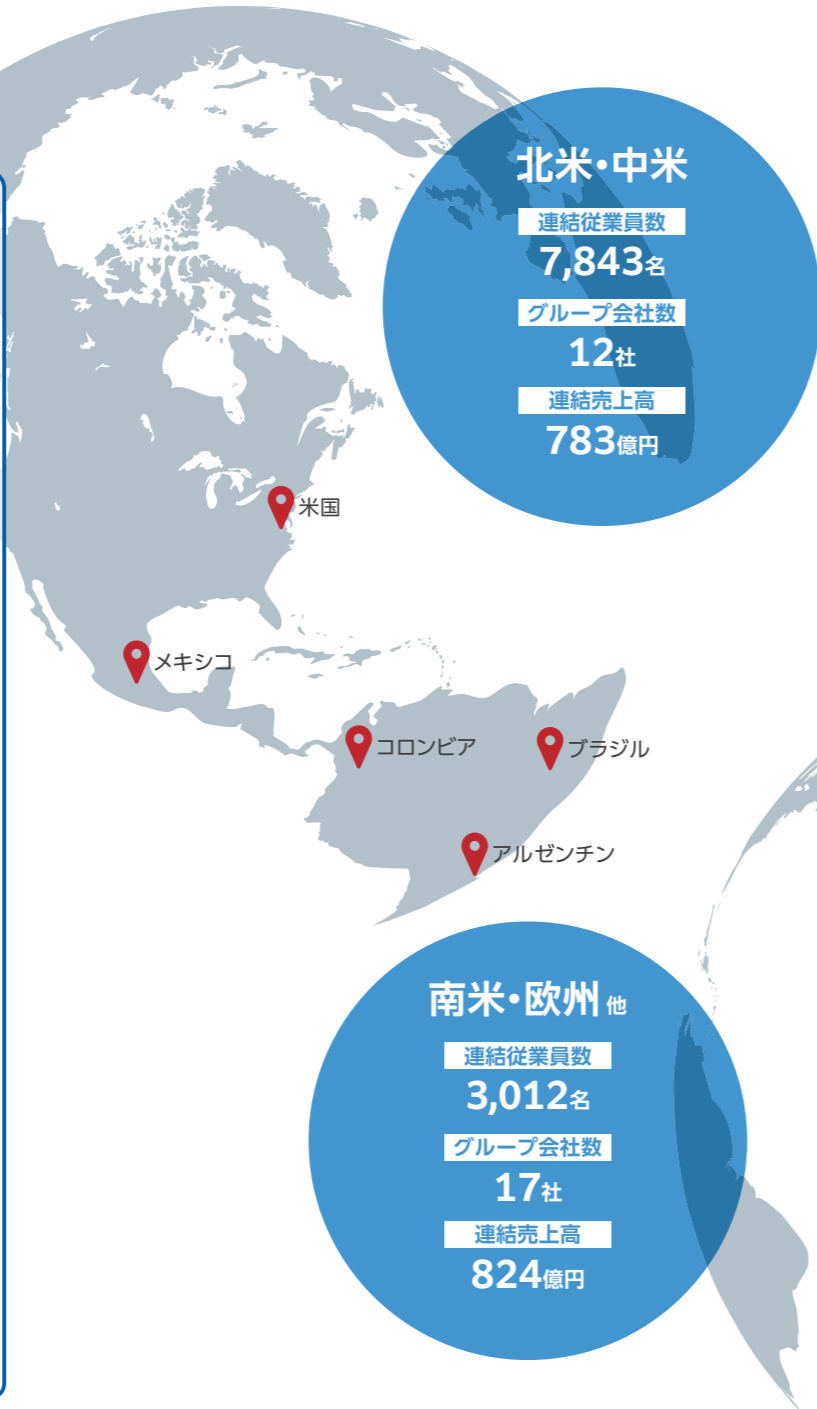 北米・中米
連結従業員数
7,843名
グループ会社数
12社
連結売上高
783億円
米国
メキシコ
コロンビア
ブラジル
アルゼンチン
南米・欧州 他
連結従業員数
3,012名
グループ会社数
17社
連結売上高
824億円